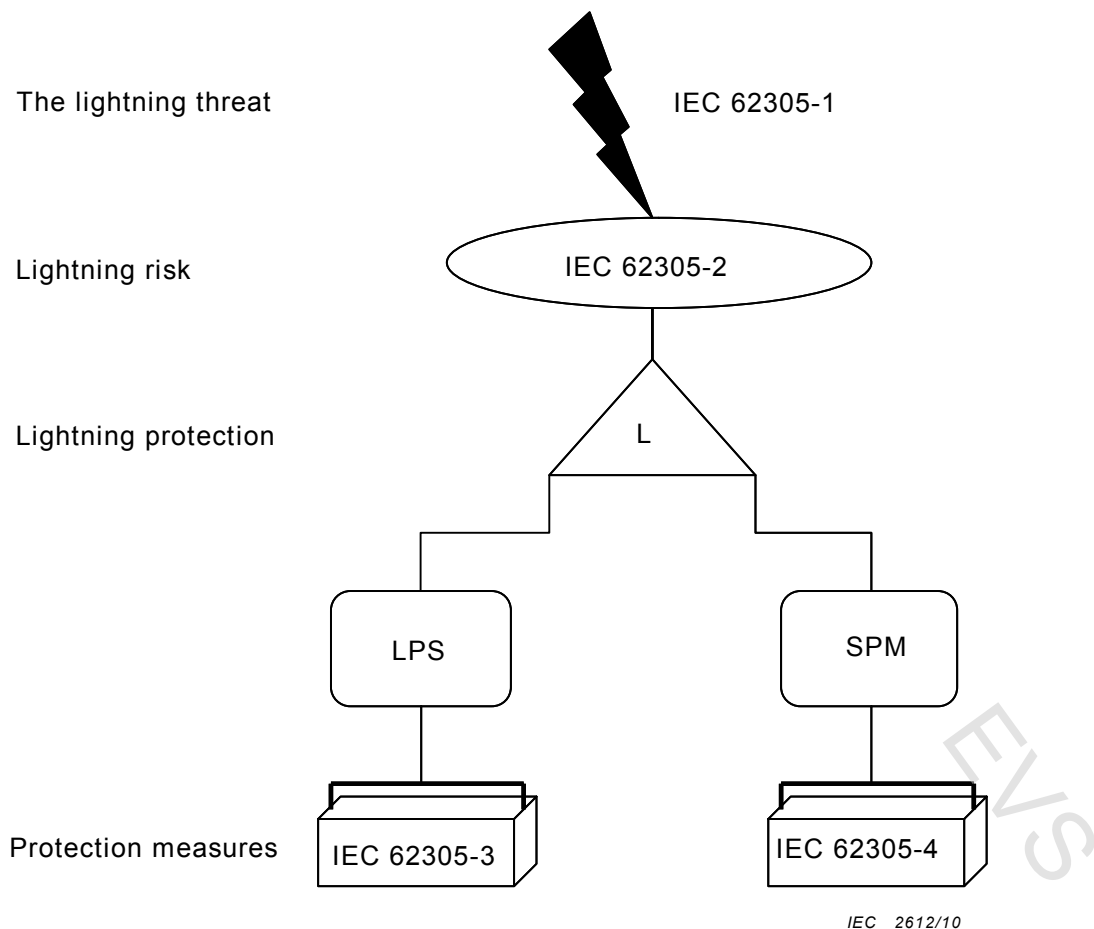 The lightning threat
IEC 62305-1
Lightning risk
IEC 62305-2
Lightning protection
L
LPS
SPM
Protection measures
IEC 62305-3
IEC 62305-4
IEC 2612/10
EVS